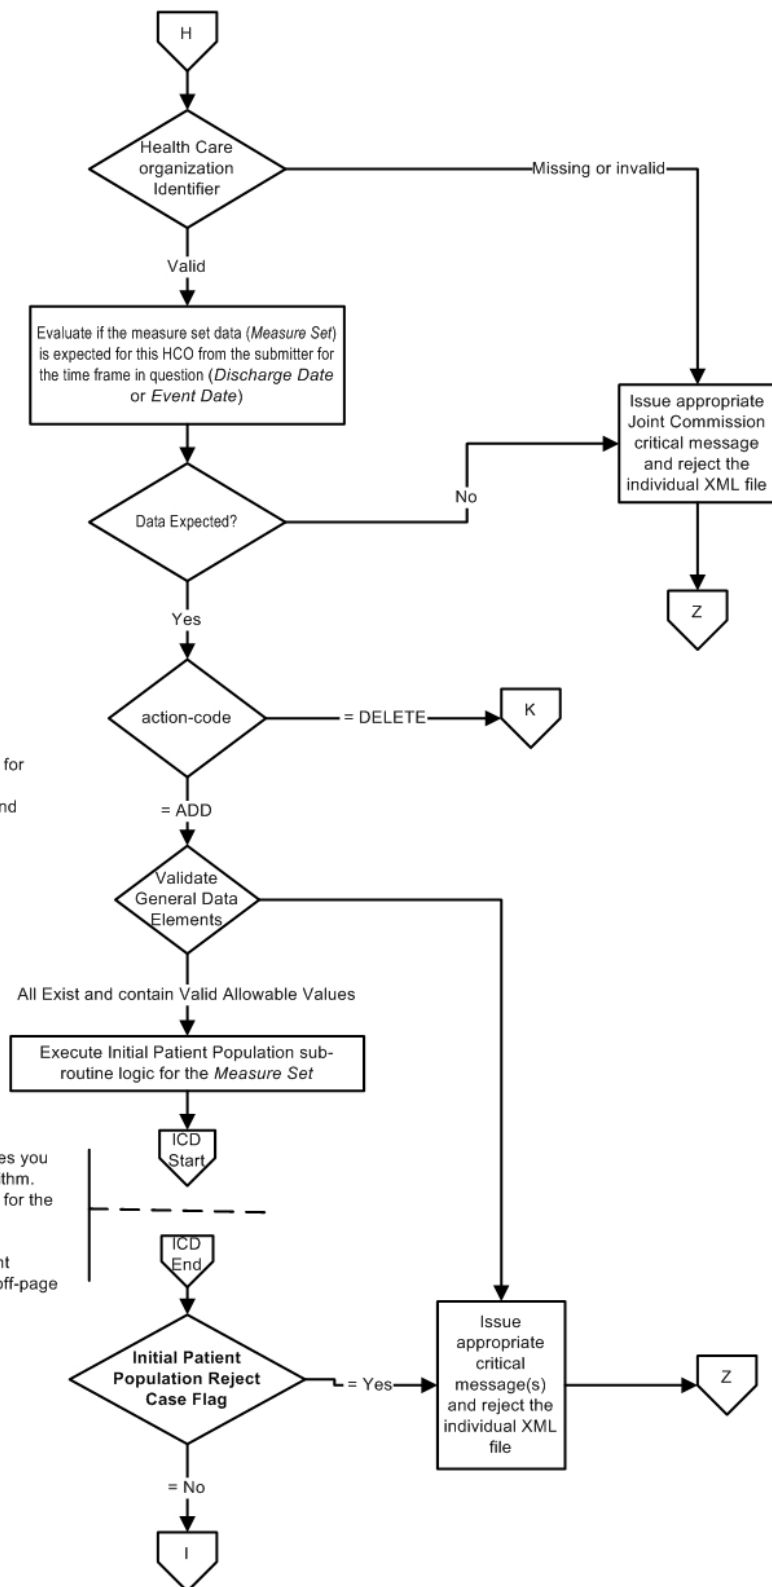 H
Health Care
organization
Identifier
Missing or invalid
Valid
Evaluate if the measure set data (Measure Set)
is expected for this HCO from the submitter for
the time frame in question (Discharge Date
or Event Date)
Issue appropriate
Joint Commission
critical message
and reject the
individual XML file
Data Expected?
No
Z
Yes
action-code
= DELETE
K
for
= ADD
Validate
General Data
Elements
All Exist and contain Valid Allowable Values
Execute Initial Patient Population sub-
routine logic for the Measure Set
ICD
Start
you
for the
ICD
End
off-page
Initial Patient
Population Reject
Case Flag
= Yes
Issue
appropriate
critical
message(s)
and reject the
individual XML
file
Z
= No
I